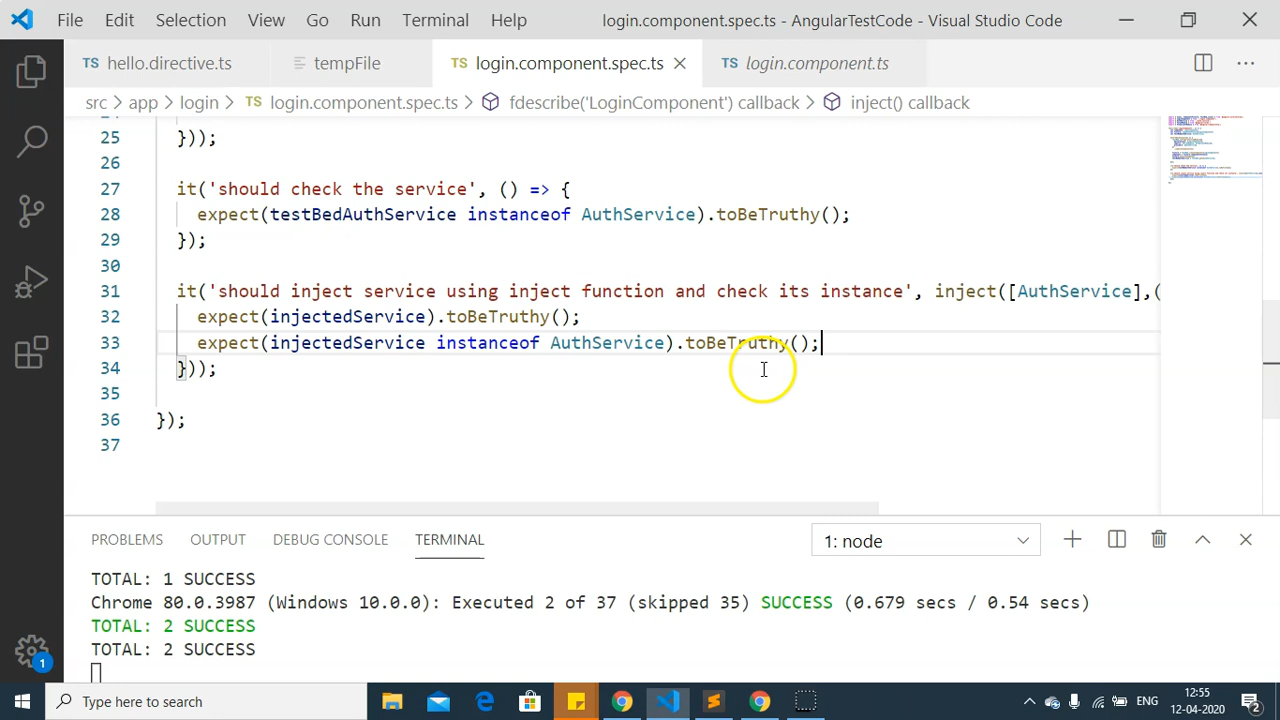 File Edit Selection View Go Run Terminal Help login.component.spec.ts - AngularTestCode - Visual Studio Code
TS hello.directive.ts tempFile TS login.component.spec.ts TS login.component.ts
src > app > login > TS login.component.spec.ts > fdescribe('LoginComponent') callback > inject() callback
25 }));
26
27 it('should check the service', () => {
28 expect(testBedAuthService instanceof AuthService).toBeTruthy();
29 });
30
31 it('should inject service using inject function and check its instance', inject([AuthService],(
32 expect(injectedService).toBeTruthy();
33 expect(injectedService instanceof AuthService).toBeTruthy();
34 }));
35
36 });
37
PROBLEMS OUTPUT DEBUG CONSOLE TERMINAL 1: node
TOTAL: 1 SUCCESS
Chrome 80.0.3987 (Windows 10.0.0): Executed 2 of 37 (skipped 35) SUCCESS (0.679 secs / 0.54 secs)
TOTAL: 2 SUCCESS
TOTAL: 2 SUCCESS
1
Type here to search ENG 12:55
12-04-2020 2